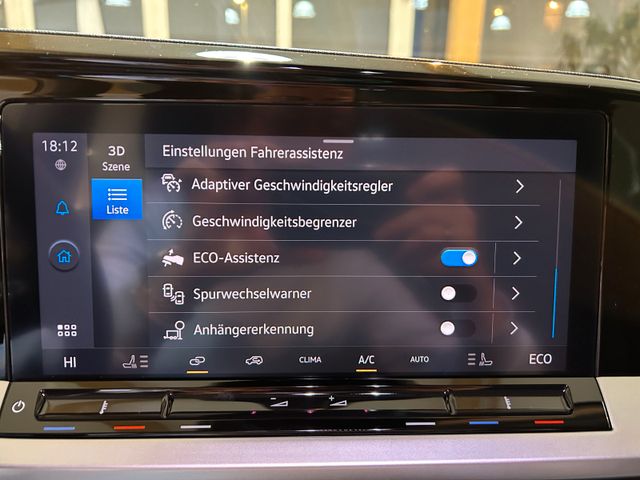 18:12
3D
Szene
Liste
Einstellungen Fahrerassistenz
Adaptiver Geschwindigkeitsregler
Geschwindigkeitsbegrenzer
ECO-Assistenz
Spurwechselwarner
Anhängererkennung
HI
CLIMA
A/C
AUTO
ECO
- +